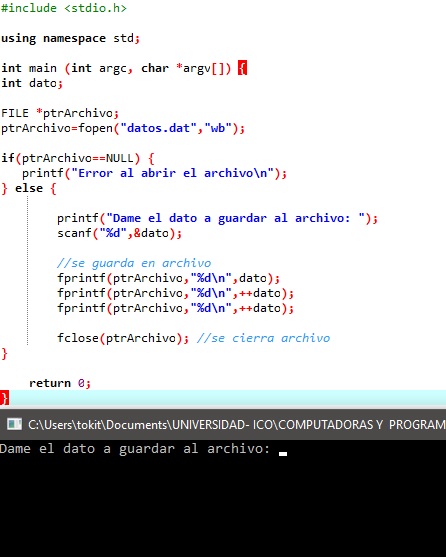 #include <stdio.h>
using namespace std;
int main (int argc, char *argv[]) {
int dato;
FILE *ptrArchivo;
ptrArchivo=fopen("datos.dat","wb");
if(ptrArchivo==NULL) {
printf("Error al abrir el archivo\n");
} else {
printf("Dame el dato a guardar al archivo: ");
scanf("%d",&dato);
//se guarda en archivo
fprintf(ptrArchivo,"%d\n",dato);
fprintf(ptrArchivo,"%d\n",++dato);
fprintf(ptrArchivo,"%d\n",++dato);
fclose(ptrArchivo); //se cierra archivo
}
return 0;
}
C:\Users\tokit\Documents\UNIVERSIDAD- ICO\COMPUTADORAS Y PROGRAM
Dame el dato a guardar al archivo: